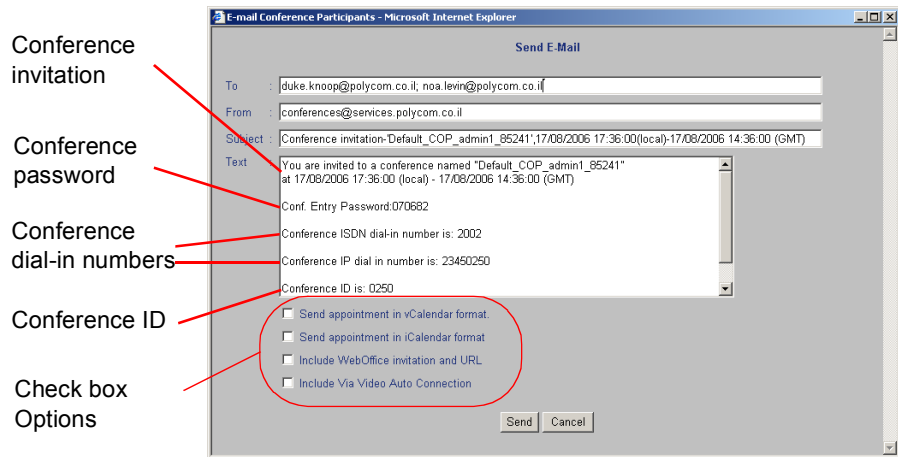 E-mail Conference Participants - Microsoft Internet Explorer
Send E-Mail
Conference
invitation
To : duke.knoop@polycom.co.il; noa.levin@polycom.co.il
From : conferences@services.polycom.co.il
Subject : Conference invitation-'Default_COP_admin1_85241',17/08/2006 17:36:00(local)-17/08/2006 14:36:00 (GMT)
Text : You are invited to a conference named "Default_COP_admin1_85241"
at 17/08/2006 17:36:00 (local) - 17/08/2006 14:36:00 (GMT)
Conference
password
Conf. Entry Password:070682
Conference
dial-in numbers
Conference ISDN dial-in number is: 2002
Conference IP dial in number is: 23450250
Conference ID
Conference ID is: 0250
Send appointment in vCalendar format.
Send appointment in iCalendar format
Include WebOffice invitation and URL
Include Via Video Auto Connection
Check box
Options
Send Cancel